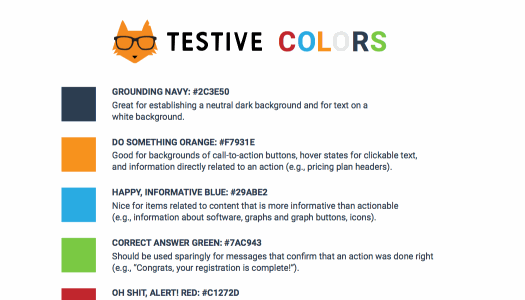 TESTIVE COLORS
GROUNDING NAVY: #2C3E50
Great for establishing a neutral dark background and for text on a
white background.
DO SOMETHING ORANGE: #F7931E
Good for backgrounds of call-to-action buttons, hover states for clickable text,
and information directly related to an action (e.g., pricing plan headers).
HAPPY, INFORMATIVE BLUE: #29ABE2
Nice for items related to content that is more informative than actionable
(e.g., information about software, graphs and graph buttons, icons).
CORRECT ANSWER GREEN: #7AC943
Should be used sparingly for messages that confirm that an action was done right
(e.g., “Congrats, your registration is complete!”).
OH SHIT, ALERT! RED: #C1272D